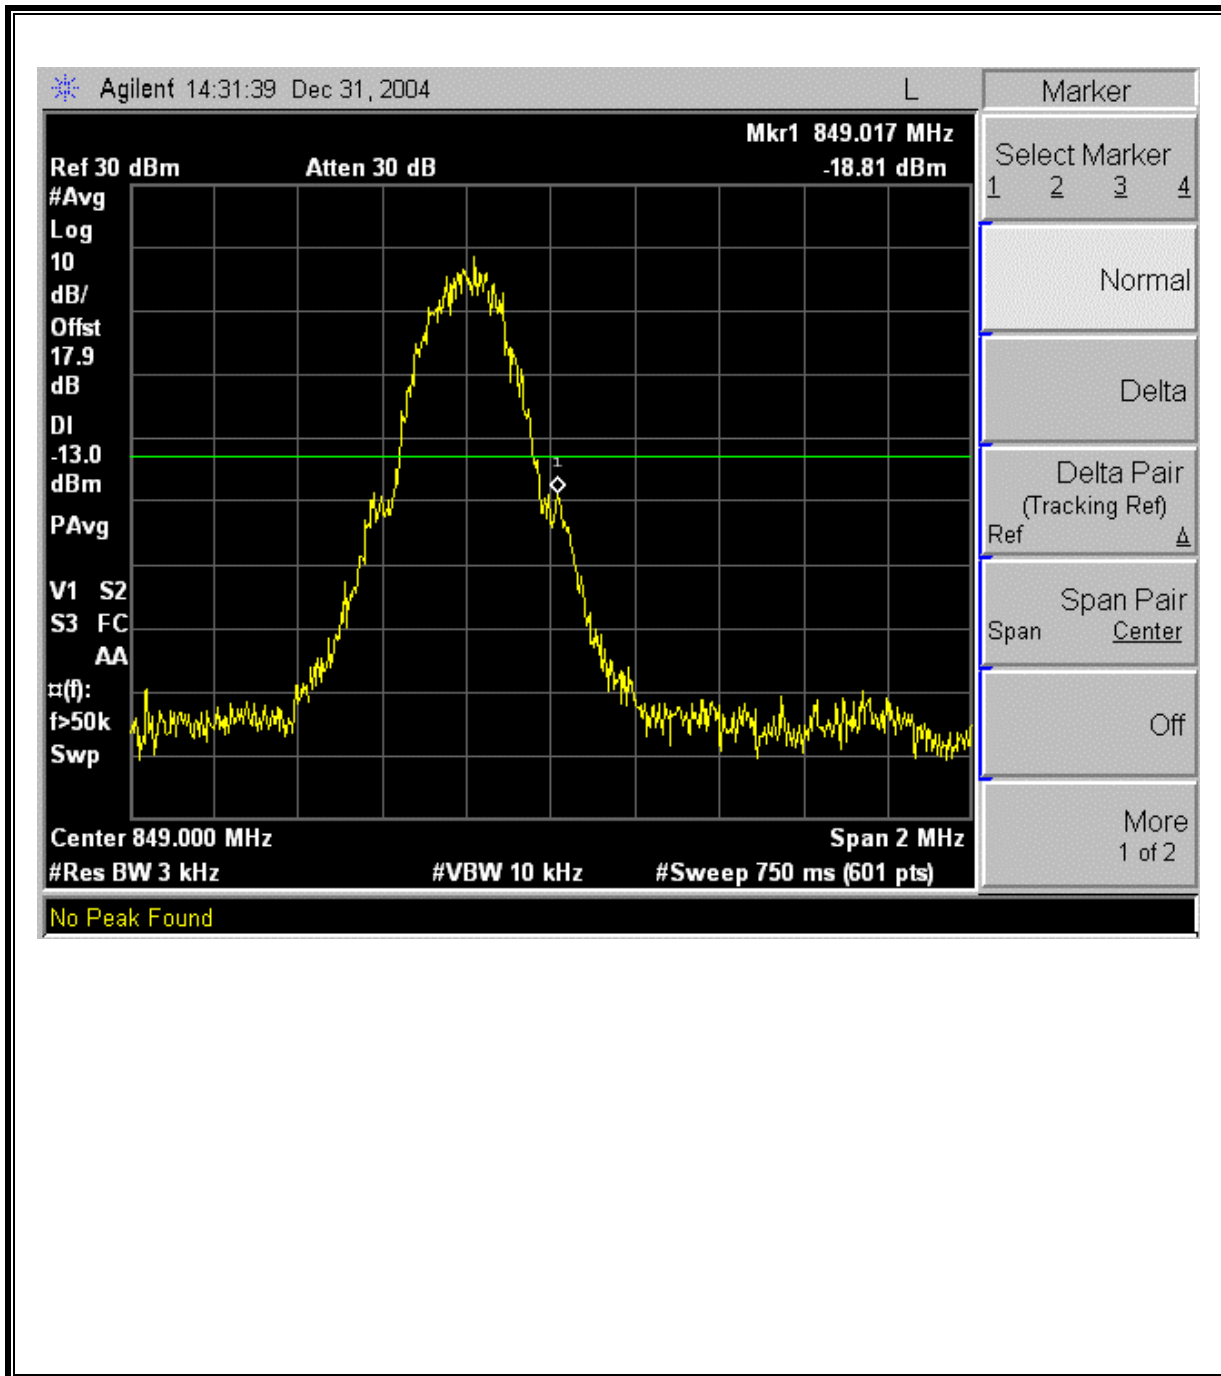 Agilent 14:31:39 Dec 31, 2004 L
Mkr1 849.017 MHz
Ref 30 dBm Atten 30 dB -18.81 dBm
#Avg
Log
10
dB/
Offst
17.9
dB
DI
-13.0
dBm
PAvg
V1 S2
S3 FC
AA
¤(f):
f>50k
Swp
1
Center 849.000 MHz Span 2 MHz
#Res BW 3 kHz #VBW 10 kHz #Sweep 750 ms (601 pts)
No Peak Found
Marker
Select Marker
1 2 3 4
Normal
Delta
Delta Pair
(Tracking Ref)
Ref Δ
Span Pair
Span Center
Off
More
1 of 2